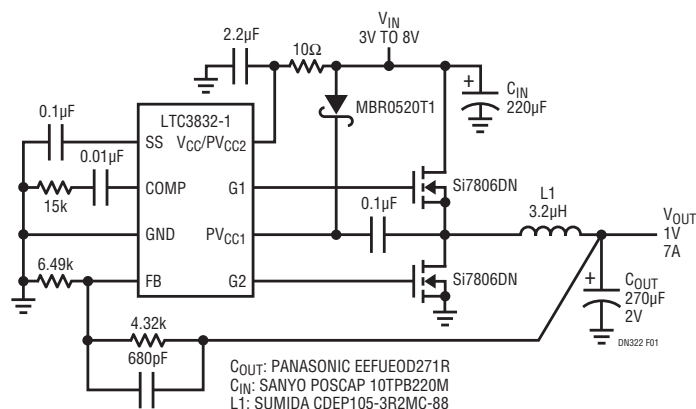 VIN
3V TO 8V
2.2µF
10Ω
+
CIN
220µF
MBR0520T1
0.1µF
LTC3832-1
SS
VCC/PVCC2
0.01µF
COMP
G1
Si7806DN
15k
0.1µF
L1
3.2µH
VOUT
1V
7A
GND
PVCC1
6.49k
FB
G2
Si7806DN
+
COUT
270µF
2V
4.32k
680pF
DN322 F01
COUT: PANASONIC EEFUEOD271R
CIN: SANYO POSCAP 10TPB220M
L1: SUMIDA CDEP105-3R2MC-88